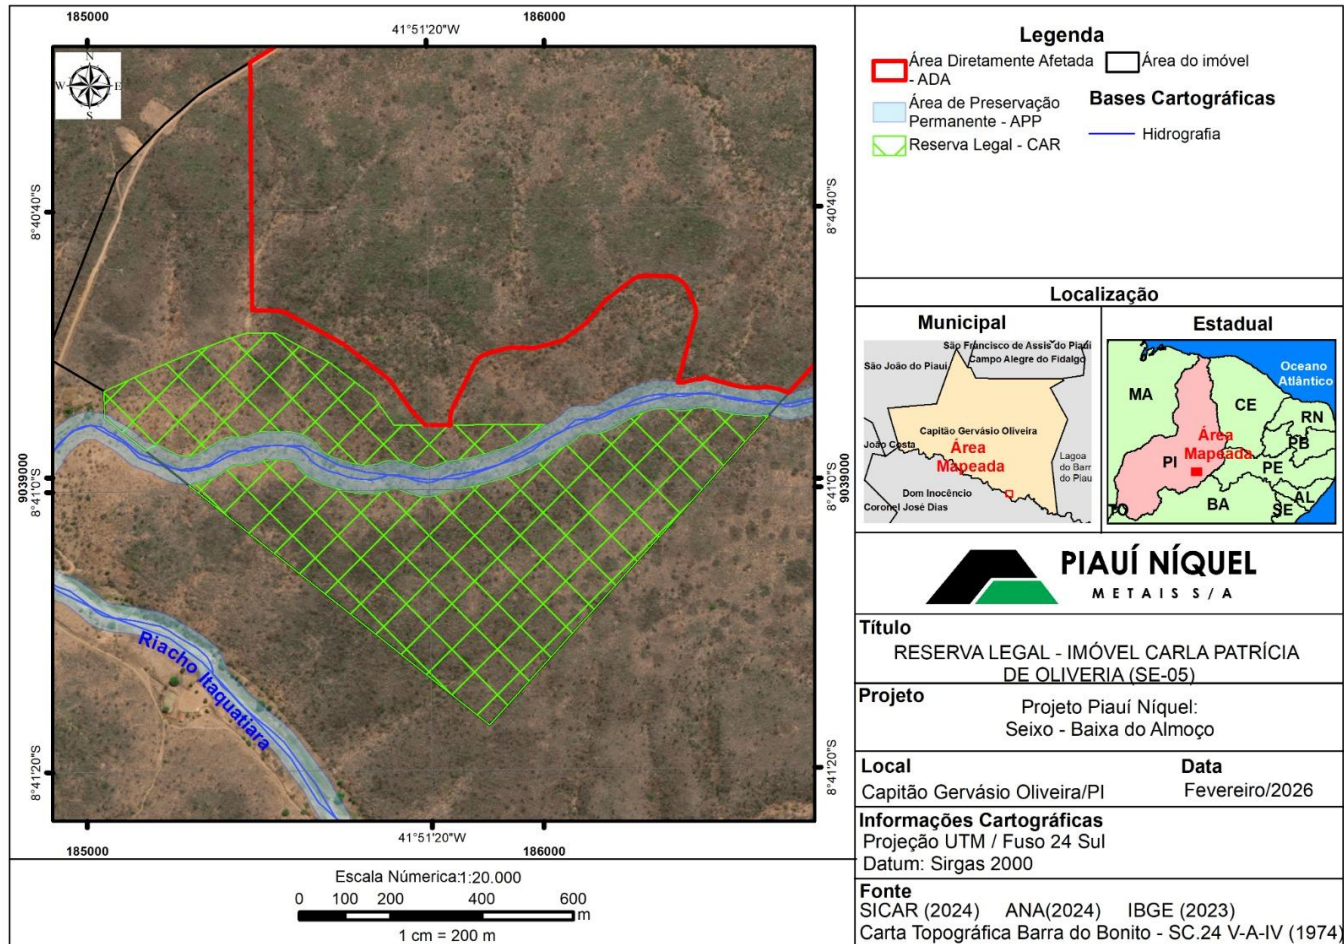 185000
186000
41°51'20"W
N
W
E
S
8°40'40"S
8°40'40"S
9039000
8°41'0"S
9039000
8°41'0"S
8°41'20"S
8°41'20"S
Riacho Itaquatiara
41°51'20"W
185000
186000
Escala Númerica:1:20.000
0 100 200 400 600
m
1 cm = 200 m
Legenda
Área Diretamente Afetada
- ADA
Área do imóvel
Área de Preservação
Permanente - APP
Reserva Legal - CAR
Bases Cartográficas
Hidrografia
Localização
Municipal
São Francisco de Assis do Piauí
Campo Alegre do Fidalgo
São João do Piauí
Capitão Gervásio Oliveira
João Costa
Área
Mapeada
Lagoa
do Barr
do Piau
Dom Inocêncio
Coronel José Dias
Estadual
Oceano
Atlântico
MA
CE
RN
PB
Área
Mapeada
PI
PE
AL
SE
BA
TO
PIAUÍ NÍQUEL
METAIS S/A
Título
RESERVA LEGAL - IMÓVEL CARLA PATRÍCIA
DE OLIVERIA (SE-05)
Projeto
Projeto Piauí Níquel:
Seixo - Baixa do Almoço
Local
Capitão Gervásio Oliveira/PI
Data
Fevereiro/2026
Informações Cartográficas
Projeção UTM / Fuso 24 Sul
Datum: Sirgas 2000
Fonte
SICAR (2024) ANA(2024) IBGE (2023)
Carta Topográfica Barra do Bonito - SC.24 V-A-IV (1974)